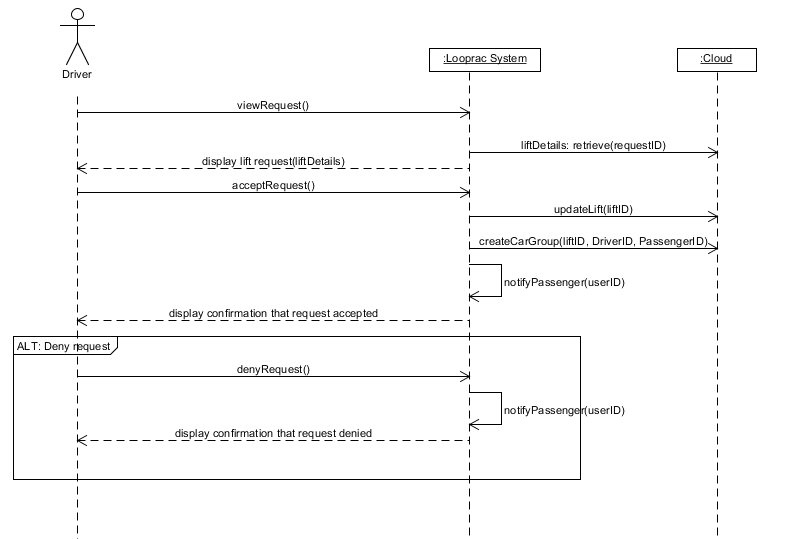 Driver
:Looprac System
:Cloud
viewRequest()
liftDetails: retrieve(requestID)
display lift request(liftDetails)
acceptRequest()
updateLift(liftID)
createCarGroup(liftID, DriverID, PassengerID)
notifyPassenger(userID)
display confirmation that request accepted
ALT: Deny request
denyRequest()
notifyPassenger(userID)
display confirmation that request denied